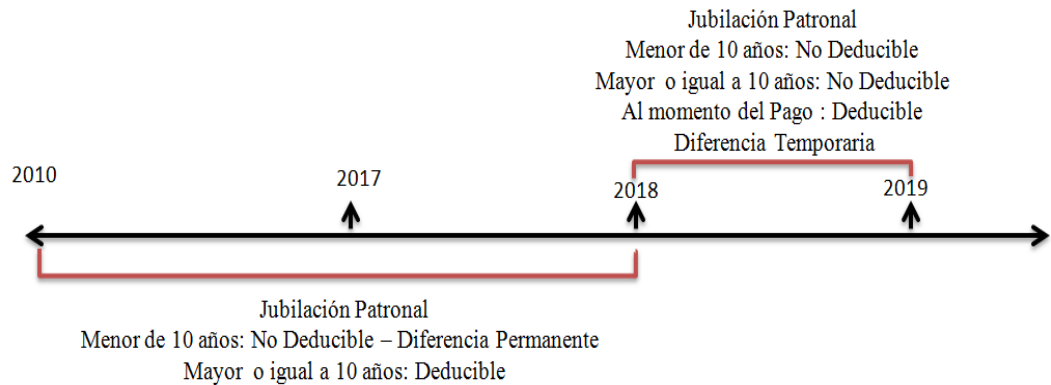 Jubilación Patronal
Menor de 10 años: No Deducible
Mayor o igual a 10 años: No Deducible
Al momento del Pago : Deducible
Diferencia Temporaria
2010
2017
2018
2019
Jubilación Patronal
Menor de 10 años: No Deducible – Diferencia Permanente
Mayor o igual a 10 años: Deducible